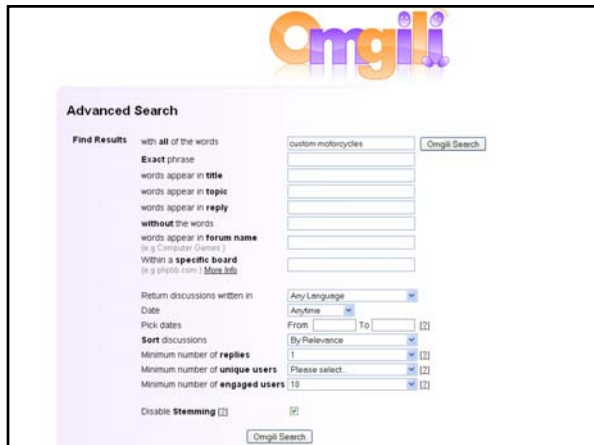 Omgili
Advanced Search
Find Results with all of the words custom motorcycles Omgili Search
Exact phrase
words appear in title
words appear in topic
words appear in reply
without the words
words appear in forum name
(e.g Computer Games )
Within a specific board
(e.g phpbb.com ) More Info
Return discussions written in Any Language
Date Anytime
Pick dates From To [?]
Sort discussions By Relevance
Minimum number of replies 1 [?]
Minimum number of unique users Please select.. [?]
Minimum number of engaged users 10 [?]
Disable Stemming [?]
Omgili Search